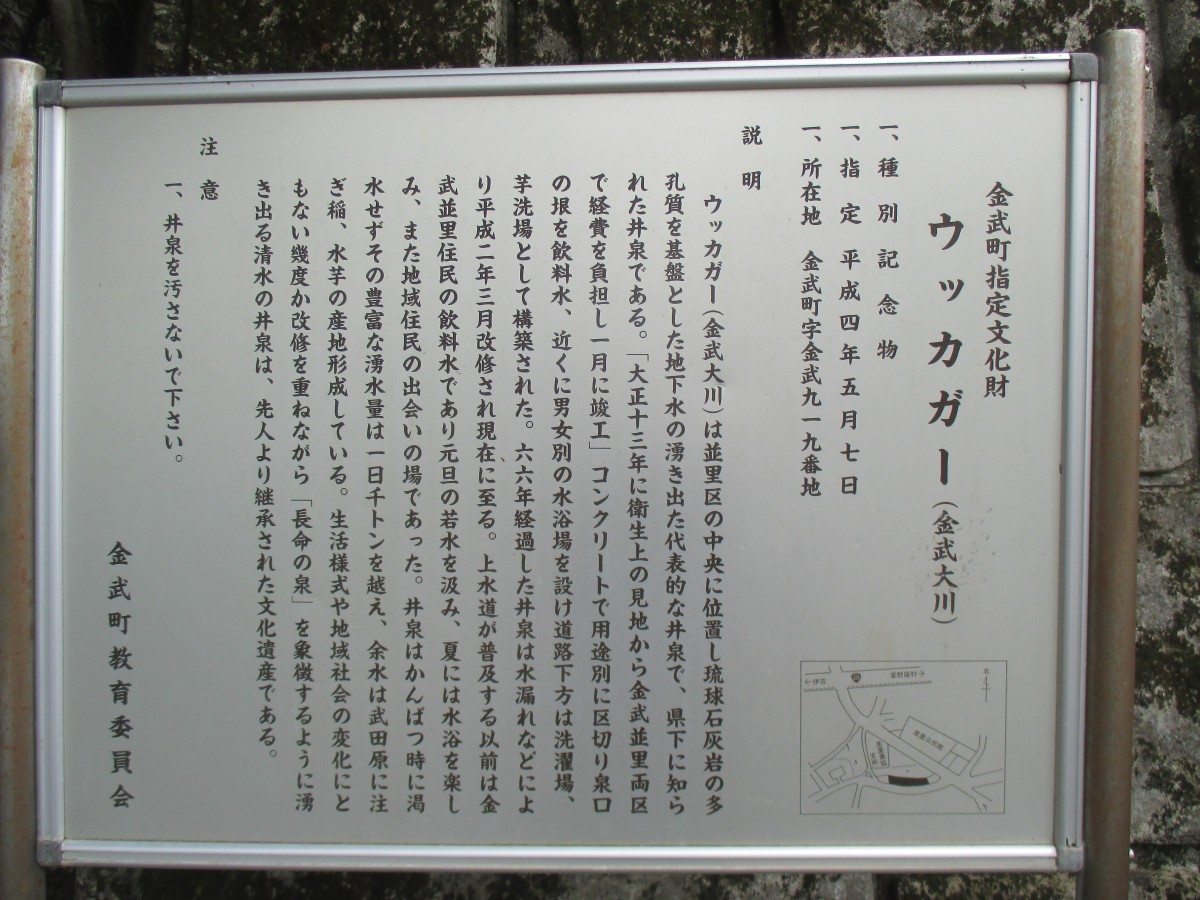 金武町指定文化財
ウッカガー（金武大川）
一、種別 記念物
一、指定 平成四年五月七日
一、所在地 金武町字金武九一九番地
説明
ウッカガー（金武大川）は並里区の中央に位置し琉球石灰岩の多
孔質を基盤とした地下水の湧き出た代表的な井泉で、県下に知ら
れた井泉である。「大正十三年に衛生上の見地から金武並里両区
で経費を負担し一月に竣工」コンクリートで用途別に区切り泉口
の垠を飲料水、近くに男女別の水浴場を設け道路下方は洗濯場、
芋洗場として構築された。六六年経過した井泉は水漏れなどによ
り平成二年三月改修され現在に至る。上水道が普及する以前は金
武並里住民の飲料水であり元旦の若水を汲み、夏には水浴を楽し
み、また地域住民の出会いの場であった。井泉はかんばつ時に渇
水せずその豊富な湧水量は一日千トンを越え、余水は武田原に注
ぎ稲、水芋の産地形成している。生活様式や地域社会の変化にと
もない幾度か改修を重ねながら「長命の泉」を象徴するように湧
き出る清水の井泉は、先人より継承された文化遺産である。
注意
一、井泉を汚さないで下さい。
金武町教育委員会
北
宜野座村→
←伊芸
並里公民館